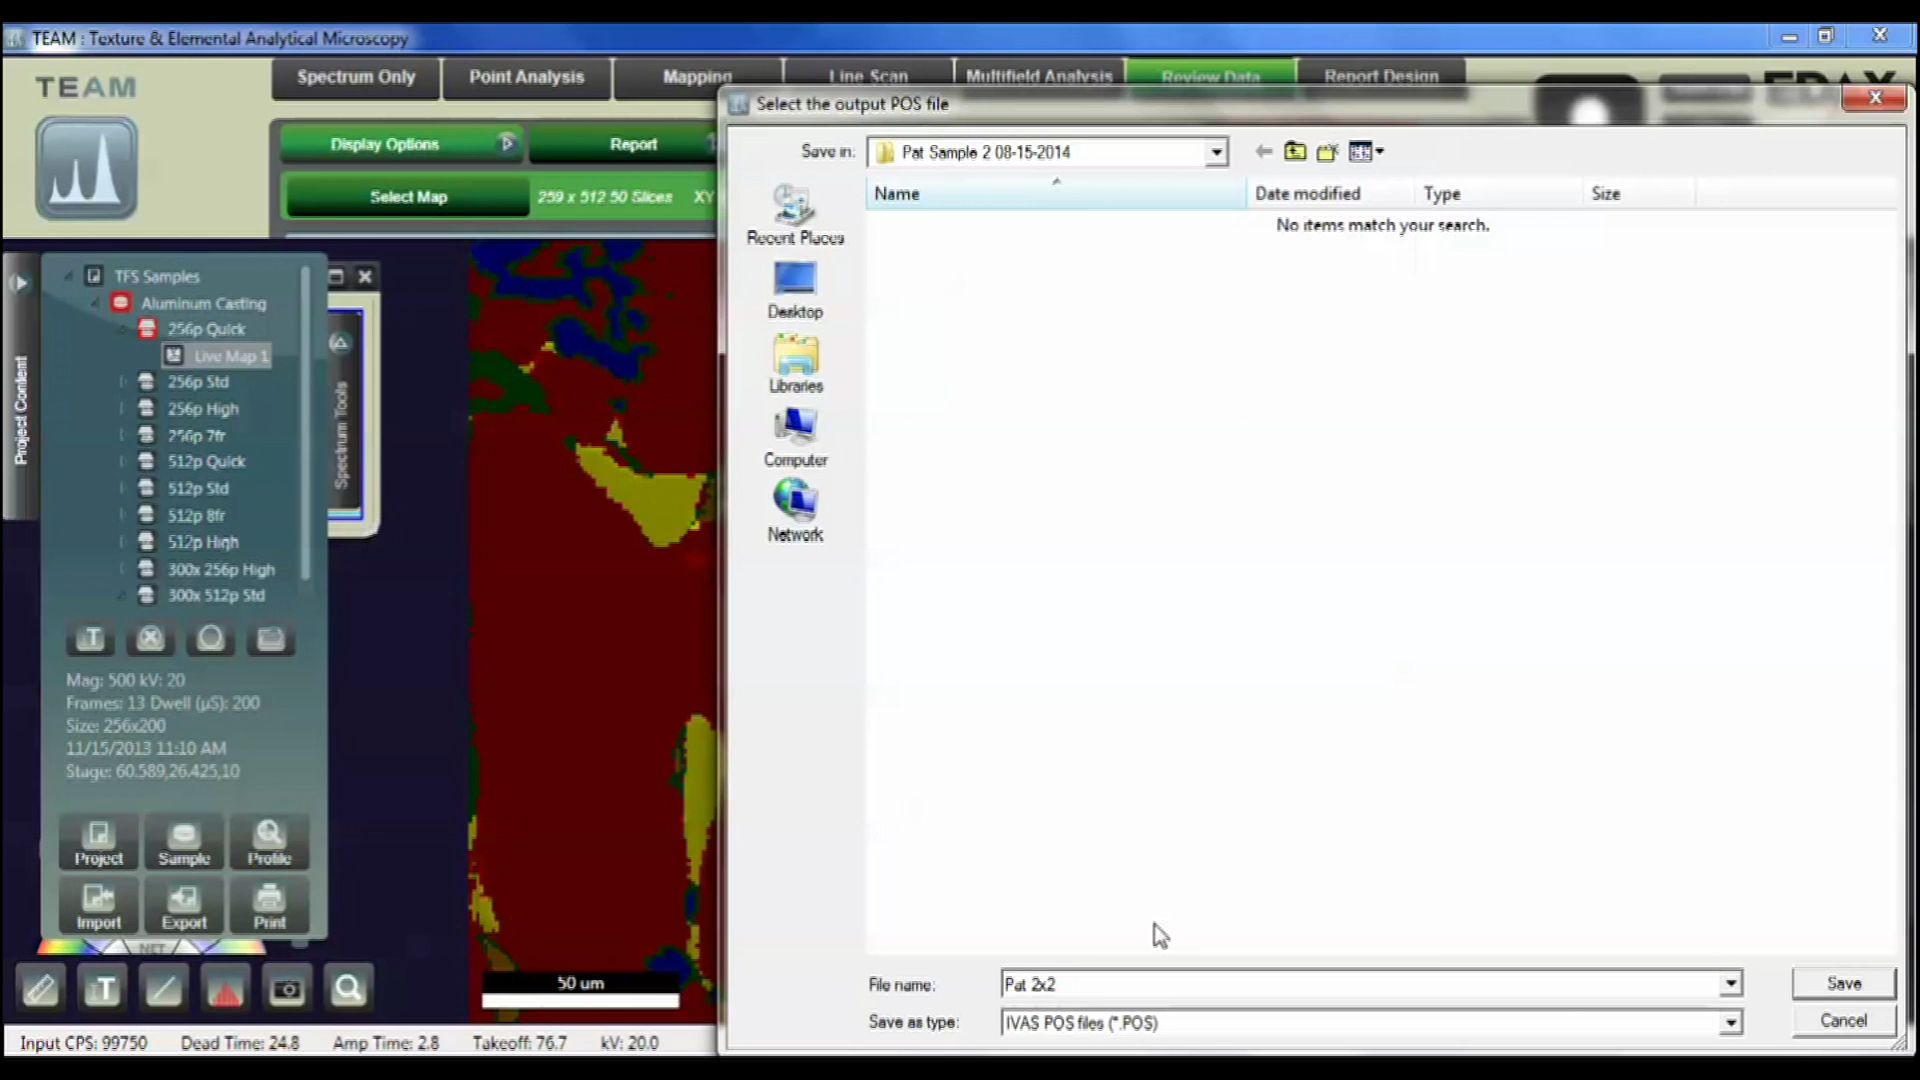 TEAM : Texture & Elemental Analytical Microscopy
TEAM
Spectrum Only
Point Analysis
Mapping
Line Scan
Multifield Analysis
Review Data
Report Design
EDAX
Display Options
Report
Select Map
259 x 512 50 Slices
XY
Project Content
TFS Samples
Aluminum Casting
256p Quick
Live Map 1
256p Std
256p High
256p 7fr
512p Quick
512p Std
512p 8fr
512p High
300x 256p High
300x 512p Std
Mag: 500 kV: 20
Frames: 13 Dwell (µS): 200
Size: 256x200
11/15/2013 11:10 AM
Stage: 60.589,26.425,10
Project
Sample
Profile
Import
Export
Print
NET
Spectrum Tools
50 um
Input CPS: 99750
Dead Time: 24.8
Amp Time: 2.8
Takeoff: 76.7
kV: 20.0
Select the output POS file
Save in:
Pat Sample 2 08-15-2014
Name
Date modified
Type
Size
No items match your search.
Recent Places
Desktop
Libraries
Computer
Network
File name:
Pat 2x2
Save
Save as type:
IVAS POS files (*.POS)
Cancel